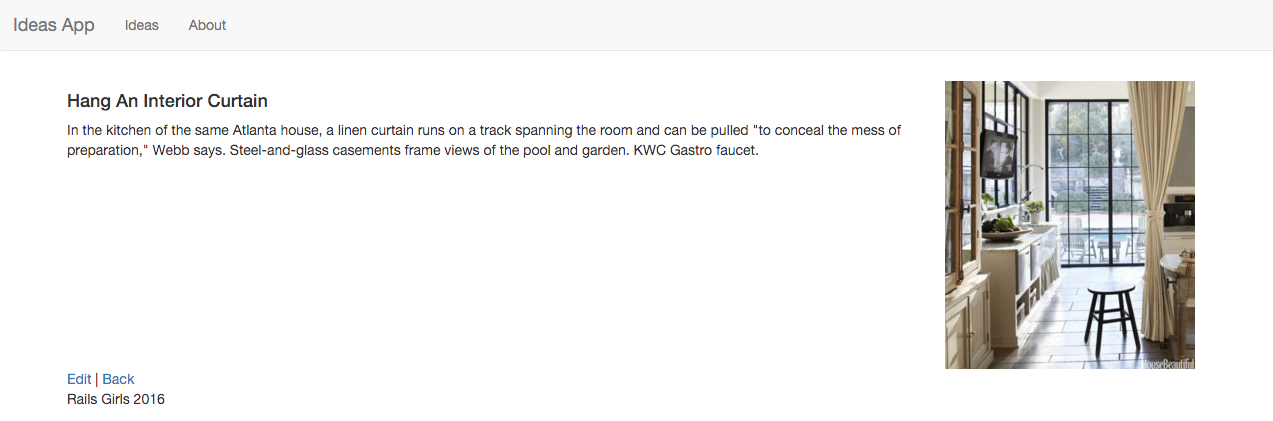 Ideas App Ideas About
Hang An Interior Curtain
In the kitchen of the same Atlanta house, a linen curtain runs on a track spanning the room and can be pulled "to conceal the mess of
preparation," Webb says. Steel-and-glass casements frame views of the pool and garden. KWC Gastro faucet.
HouseBeautiful
Edit | Back
Rails Girls 2016